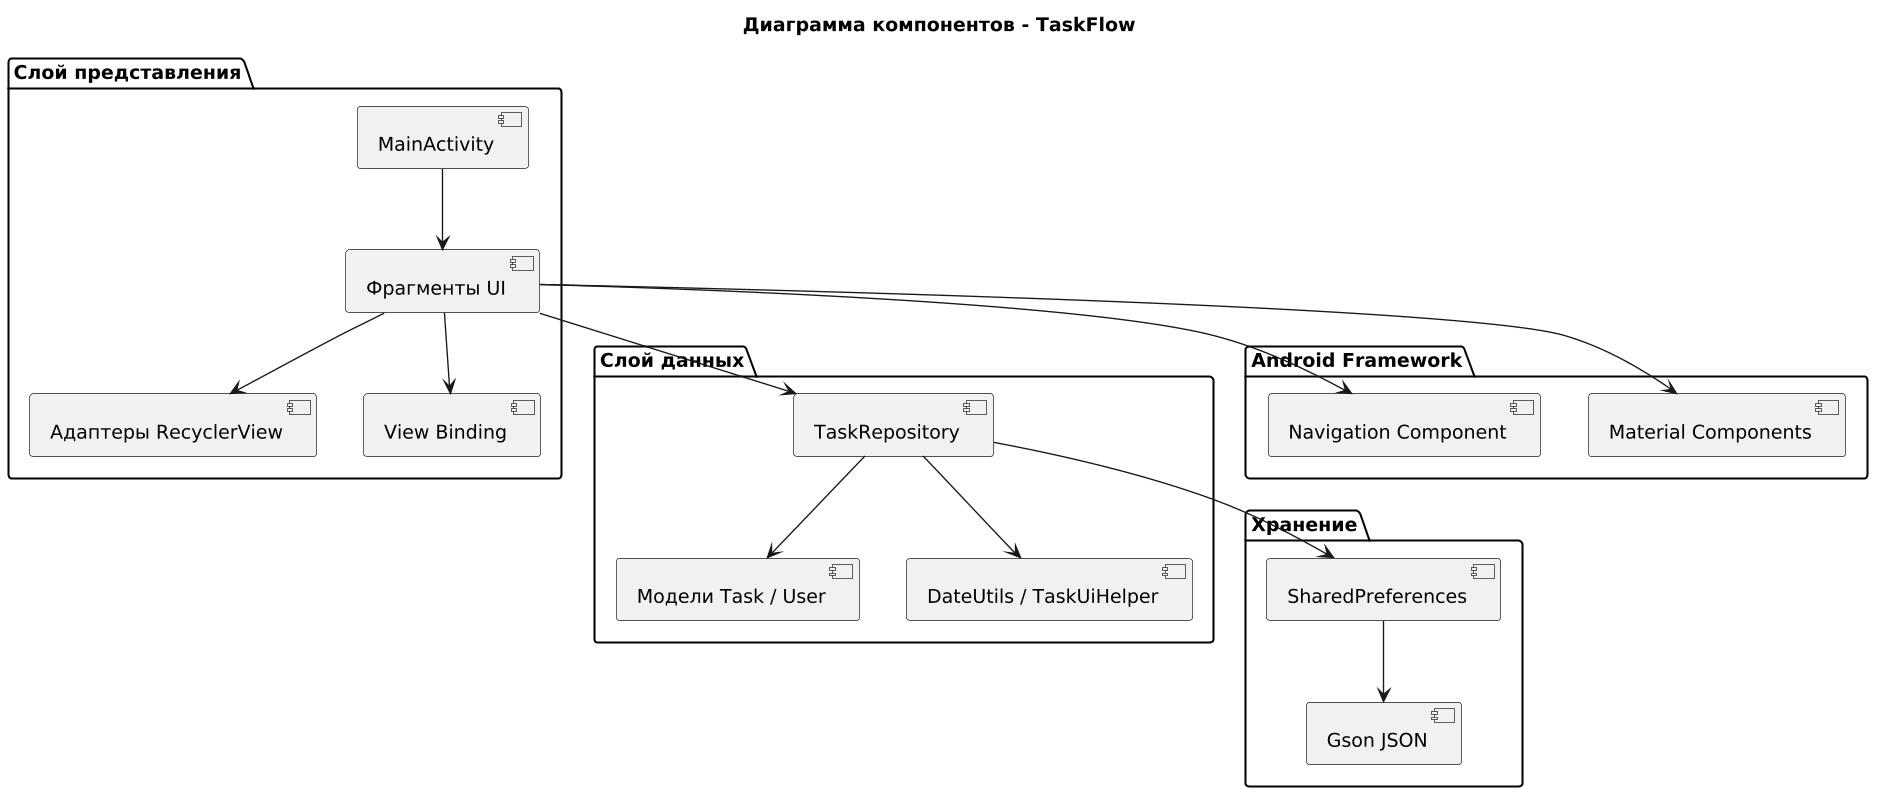 Диаграмма компонентов - TaskFlow
Слой представления
MainActivity
Фрагменты UI
Адаптеры RecyclerView
View Binding
Слой данных
TaskRepository
Модели Task / User
DateUtils / TaskUiHelper
Android Framework
Navigation Component
Material Components
Хранение
SharedPreferences
Gson JSON